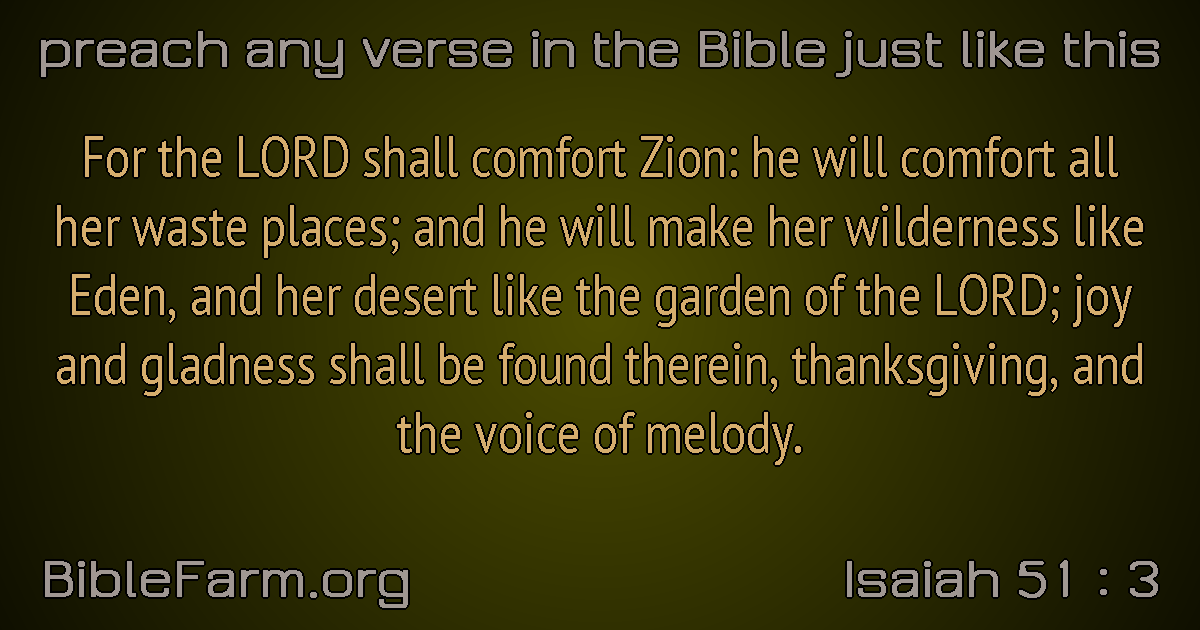 preach any verse in the Bible just like this
For the LORD shall comfort Zion: he will comfort all
her waste places; and he will make her wilderness like
Eden, and her desert like the garden of the LORD; joy
and gladness shall be found therein, thanksgiving, and
the voice of melody.
BibleFarm.org
Isaiah 51 : 3